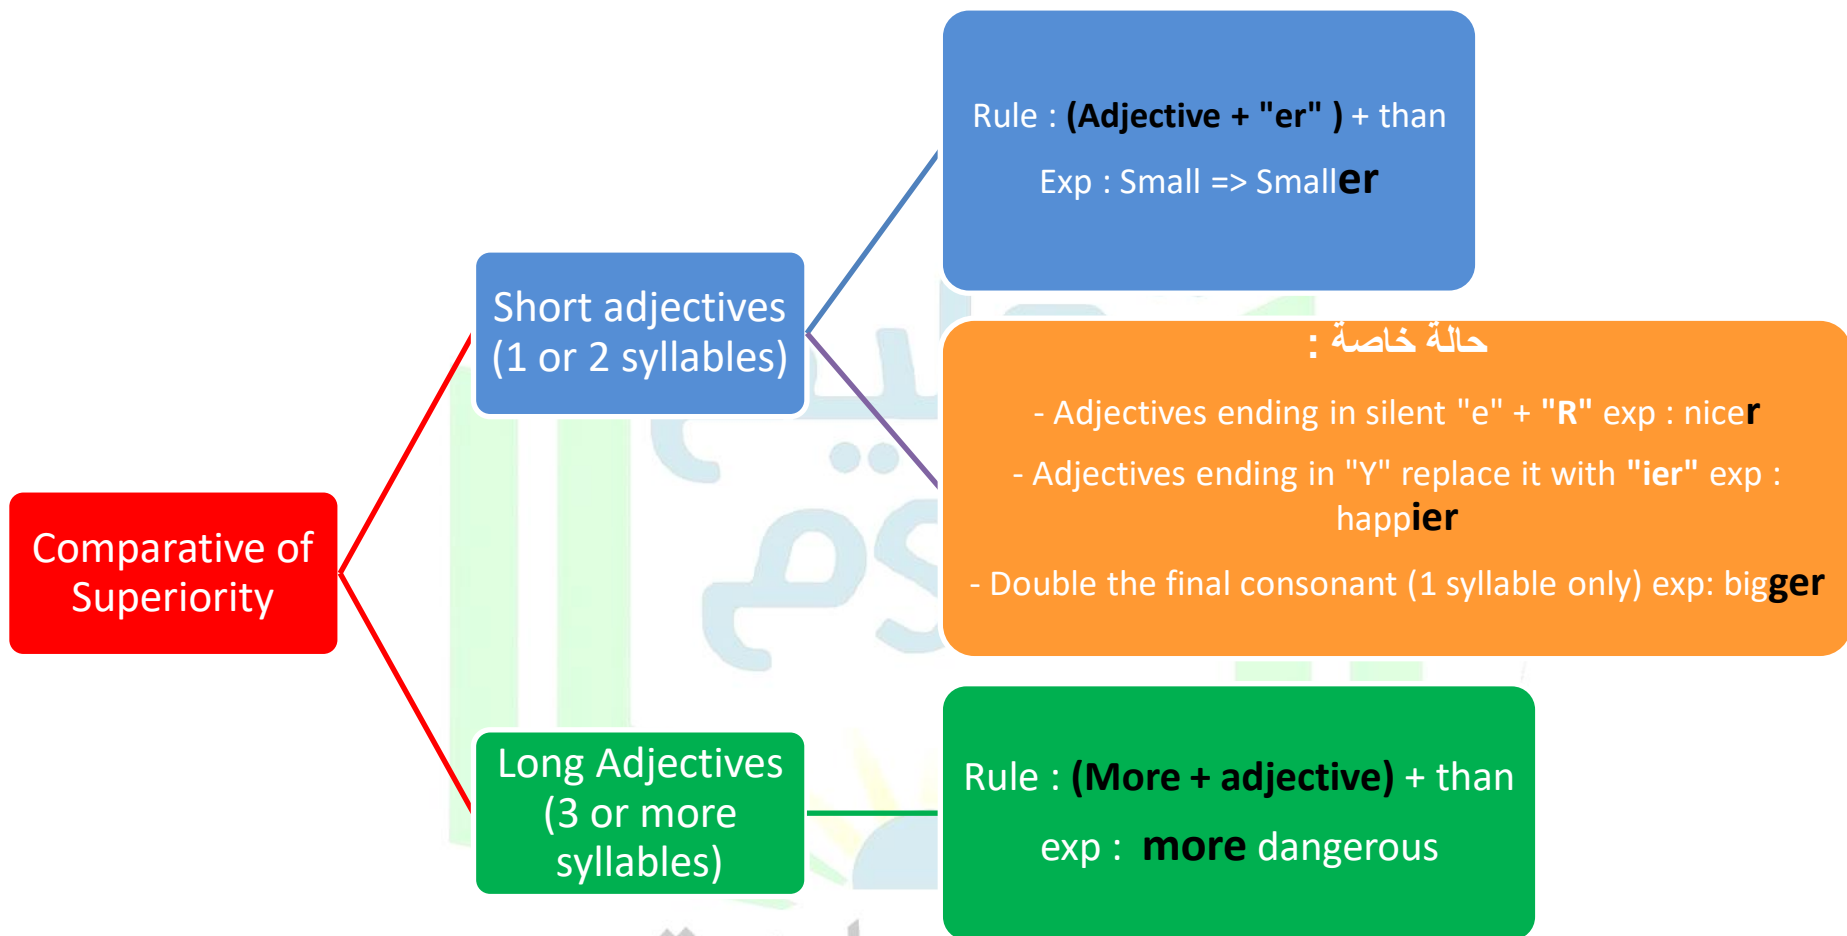 Comparative of
Superiority
Short adjectives
(1 or 2 syllables)
Rule : (Adjective + "er" ) + than
Exp : Small => Smaller
حالة خاصة :
- Adjectives ending in silent "e" + "R" exp : nicer
- Adjectives ending in "Y" replace it with "ier" exp :
happier
- Double the final consonant (1 syllable only) exp: bigger
Long Adjectives
(3 or more
syllables)
Rule : (More + adjective) + than
exp : more dangerous